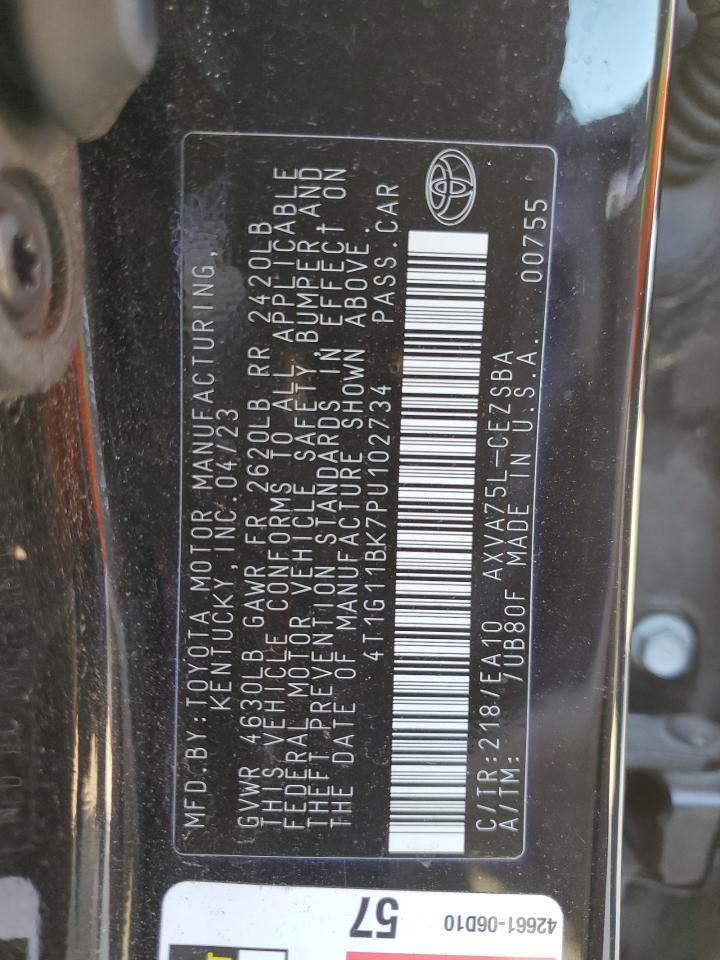 MFD.BY:TOYOTA MOTOR MANUFACTURING,
KENTUCKY,INC.04/23
GVWR 4630LB GAWR FR 2620LB RR 2420LB
THIS VEHICLE CONFORMS TO ALL APPLICABLE
FEDERAL MOTOR VEHICLE SAFETY, BUMPER, AND
THEFT PREVENTION STANDARDS IN EFFECT ON
THE DATE OF MANUFACTURE SHOWN ABOVE.
4T1G11BK7PU102734 PASS.CAR
C/TR:218/EA10 AXVA75L-CEZSBA
A/TM: /UB80F MADE IN U.S.A. 00755
57
42661-06D10